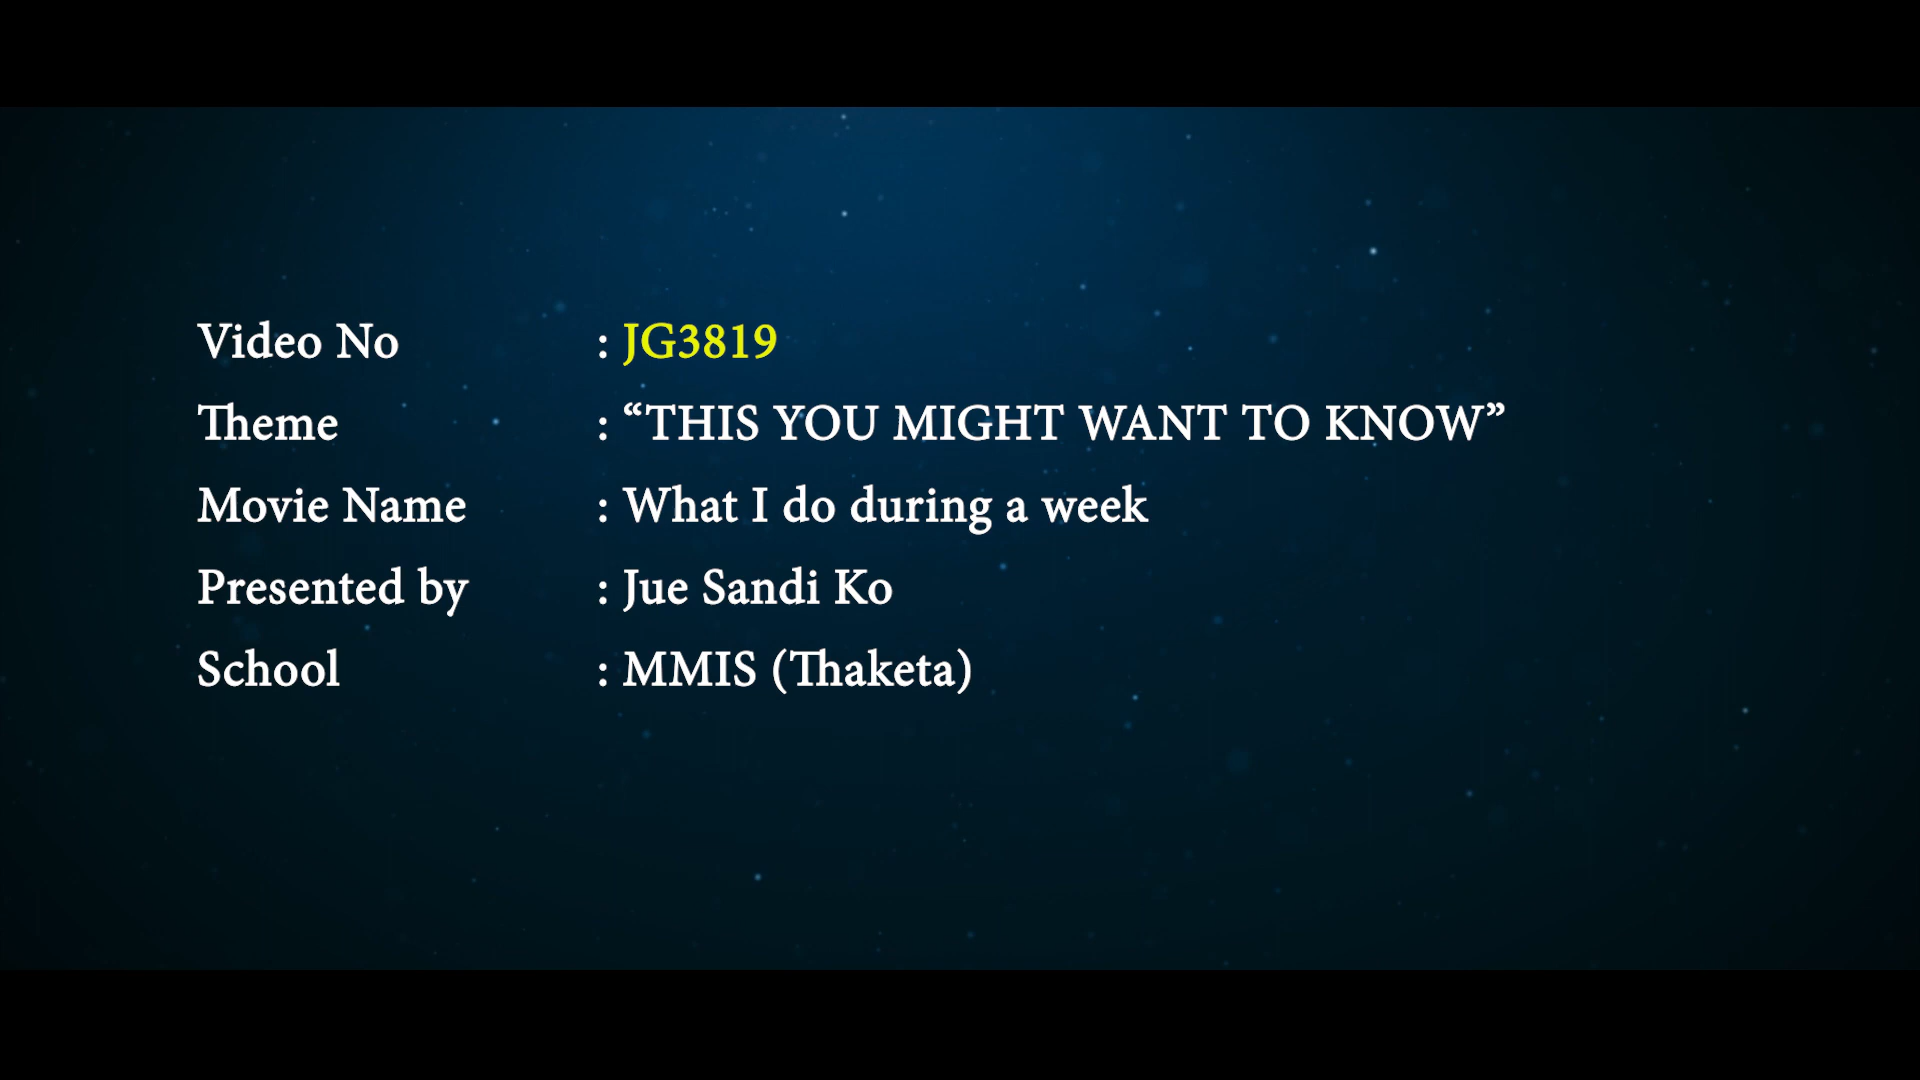 Video No : JG3819
Theme : “THIS YOU MIGHT WANT TO KNOW”
Movie Name : What I do during a week
Presented by : Jue Sandi Ko
School : MMIS (Thaketa)